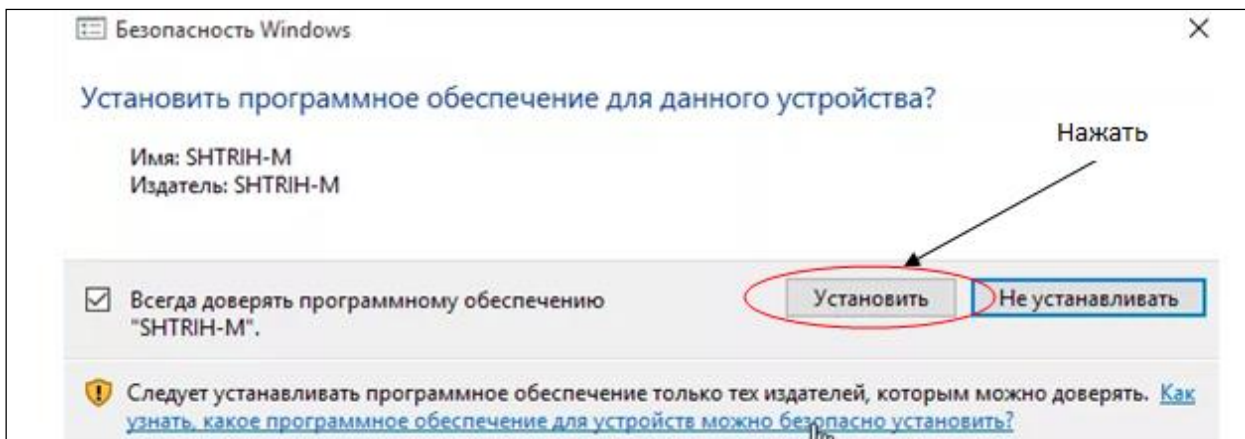 Безопасность Windows
Установить программное обеспечение для данного устройства?
Нажать
Имя: SHTRIH-M
Издатель: SHTRIH-M
Всегда доверять программному обеспечению
"SHTRIH-M".
Установить
Не устанавливать
Следует устанавливать программное обеспечение только тех издателей, которым можно доверять. Как
узнать, какое программное обеспечение для устройств можно безопасно установить?